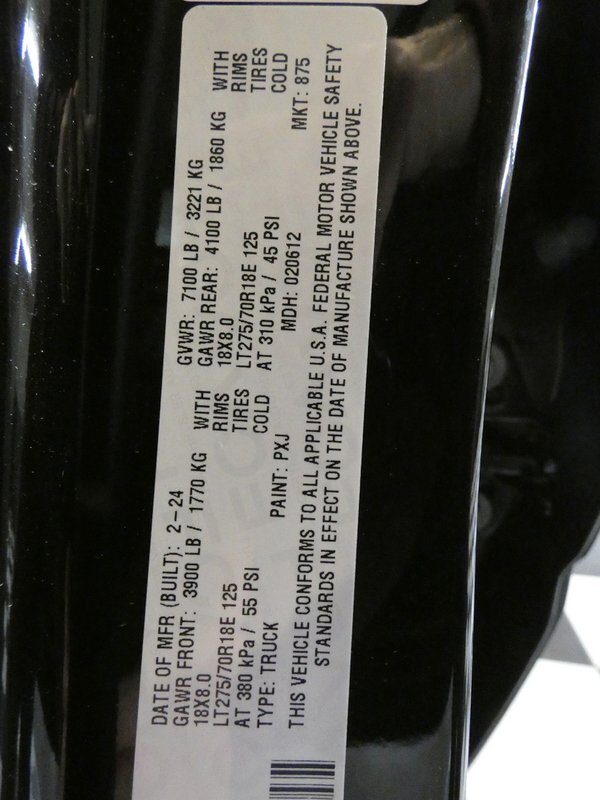 DATE OF MFR (BUILT): 2-24 GVWR: 7100 LB / 3221 KG
GAWR FRONT: 3900 LB / 1770 KG WITH GAWR REAR: 4100 LB / 1860 KG WITH
18X8.0 RIMS 18X8.0 RIMS
LT275/70R18E 125 TIRES LT275/70R18E 125 TIRES
AT 380 kPa / 55 PSI COLD AT 310 kPa / 45 PSI COLD
TYPE: TRUCK PAINT: PXJ MDH: 020612 MKT: 875
THIS VEHICLE CONFORMS TO ALL APPLICABLE U.S.A. FEDERAL MOTOR VEHICLE SAFETY
STANDARDS IN EFFECT ON THE DATE OF MANUFACTURE SHOWN ABOVE.